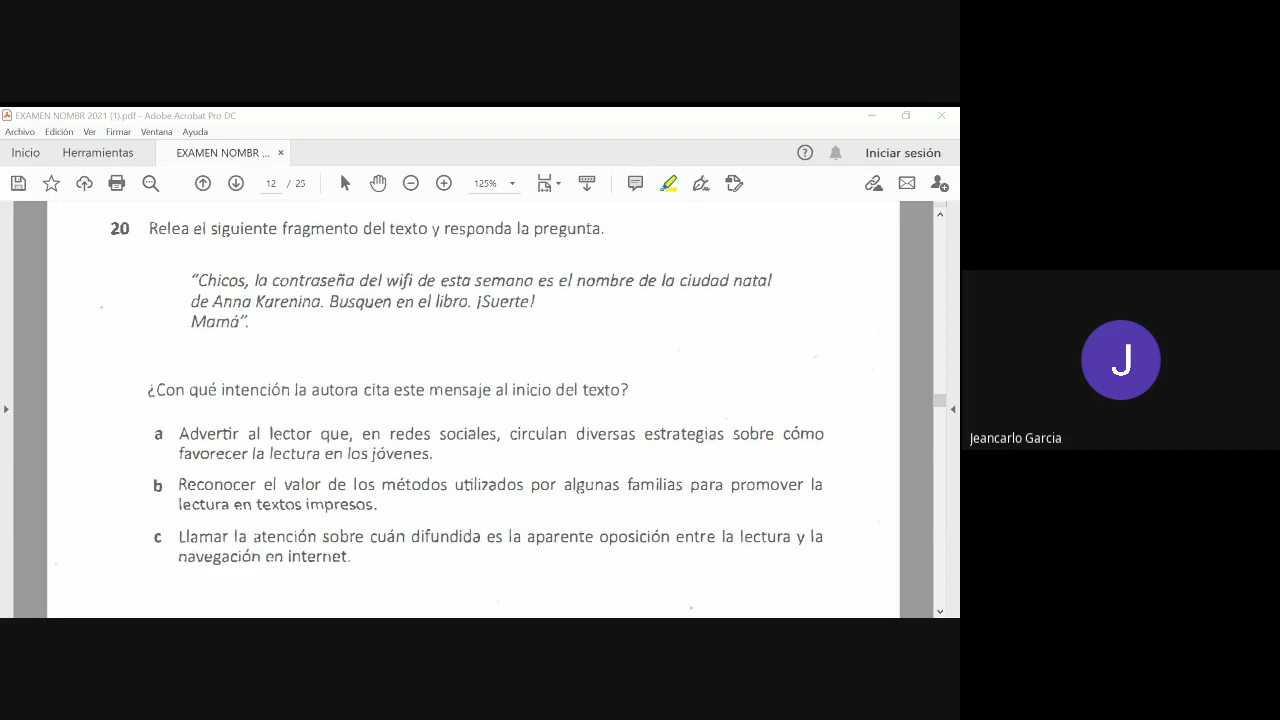 EXAMEN NOMBR 2021 (1).pdf - Adobe Acrobat Pro DC
Archivo Edición Ver Firmar Ventana Ayuda
Inicio Herramientas EXAMEN NOMBR ... × Iniciar sesión
12 / 25 125%
20 Relea el siguiente fragmento del texto y responda la pregunta.
"Chicos, la contraseña del wifi de esta semana es el nombre de la ciudad natal
de Anna Karenina. Busquen en el libro. ¡Suerte!
Mamá".
¿Con qué intención la autora cita este mensaje al inicio del texto?
a Advertir al lector que, en redes sociales, circulan diversas estrategias sobre cómo
favorecer la lectura en los jóvenes.
b Reconocer el valor de los métodos utilizados por algunas familias para promover la
lectura en textos impresos.
c Llamar la atención sobre cuán difundida es la aparente oposición entre la lectura y la
navegación en internet.
J
Jeancarlo Garcia